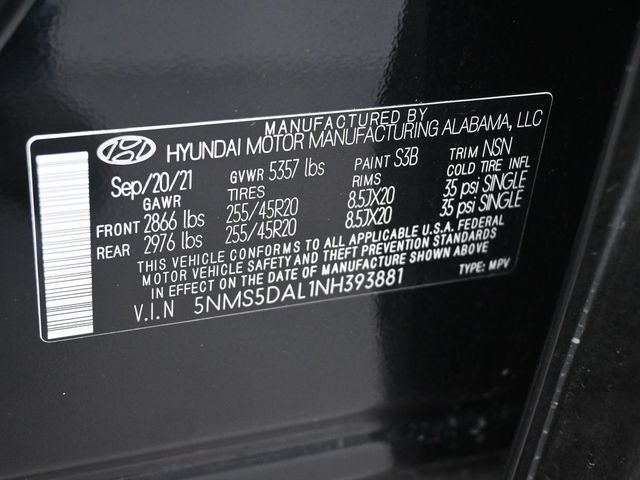 MANUFACTURED BY
HYUNDAI MOTOR MANUFACTURING ALABAMA, LLC
Sep/20/21 GVWR 5357 lbs PAINT S3B TRIM NSN
GAWR TIRES RIMS COLD TIRE INFL
FRONT 2866 lbs 255/45R20 8.5JX20 35 psi SINGLE
REAR 2976 lbs 255/45R20 8.5JX20 35 psi SINGLE
THIS VEHICLE CONFORMS TO ALL APPLICABLE U.S.A. FEDERAL
MOTOR VEHICLE SAFETY AND THEFT PREVENTION STANDARDS
IN EFFECT ON THE DATE OF MANUFACTURE SHOWN ABOVE
V.I.N 5NMS5DAL1NH393881 TYPE: MPV